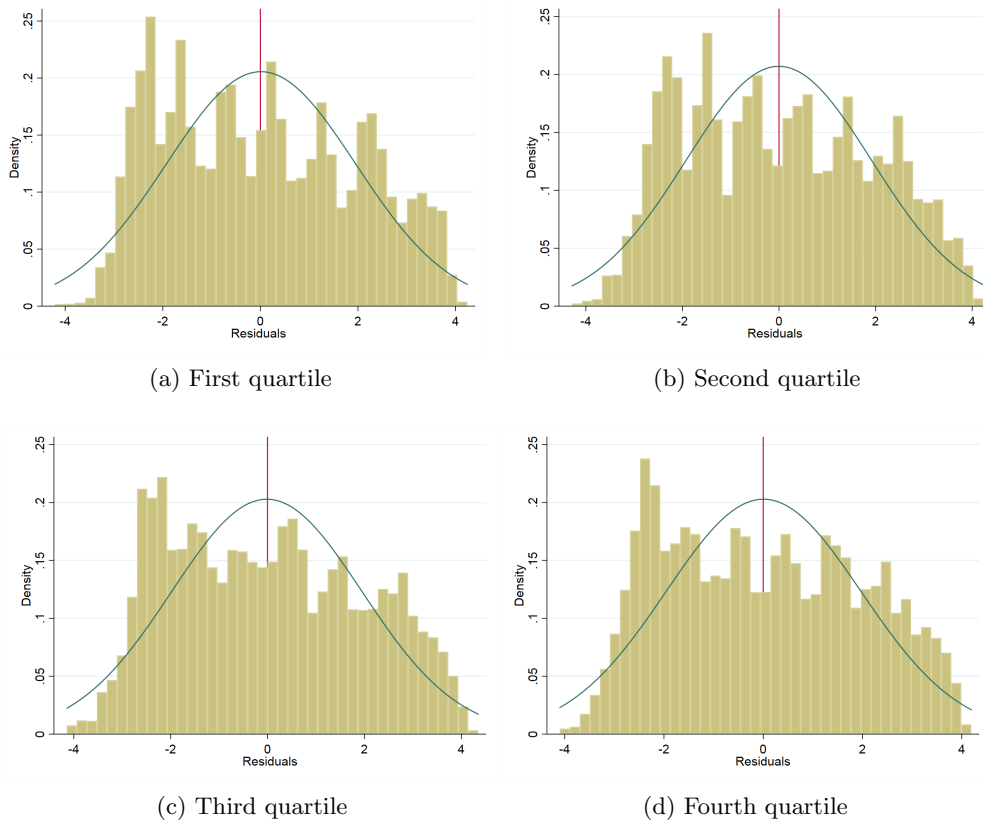 .25
.2
.15
.1
.05
0
Density
-4 -2 0 2 4
Residuals
(a) First quartile
.25
.2
.15
.1
.05
0
Density
-4 -2 0 2 4
Residuals
(b) Second quartile
.25
.2
.15
.1
.05
0
Density
-4 -2 0 2 4
Residuals
(c) Third quartile
.25
.2
.15
.1
.05
0
Density
-4 -2 0 2 4
Residuals
(d) Fourth quartile